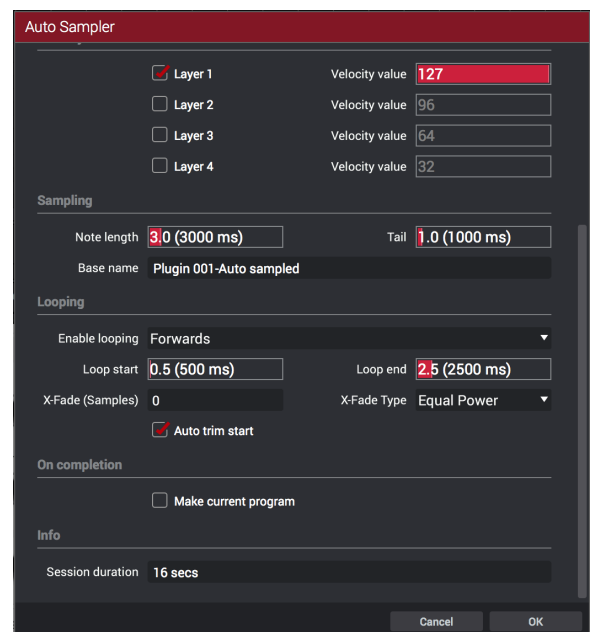 Auto Sampler
Layer 1 Velocity value 127
Layer 2 Velocity value 96
Layer 3 Velocity value 64
Layer 4 Velocity value 32
Sampling
Note length 3.0 (3000 ms) Tail 1.0 (1000 ms)
Base name Plugin 001-Auto sampled
Looping
Enable looping Forwards
Loop start 0.5 (500 ms) Loop end 2.5 (2500 ms)
X-Fade (Samples) 0 X-Fade Type Equal Power
Auto trim start
On completion
Make current program
Info
Session duration 16 secs
Cancel OK